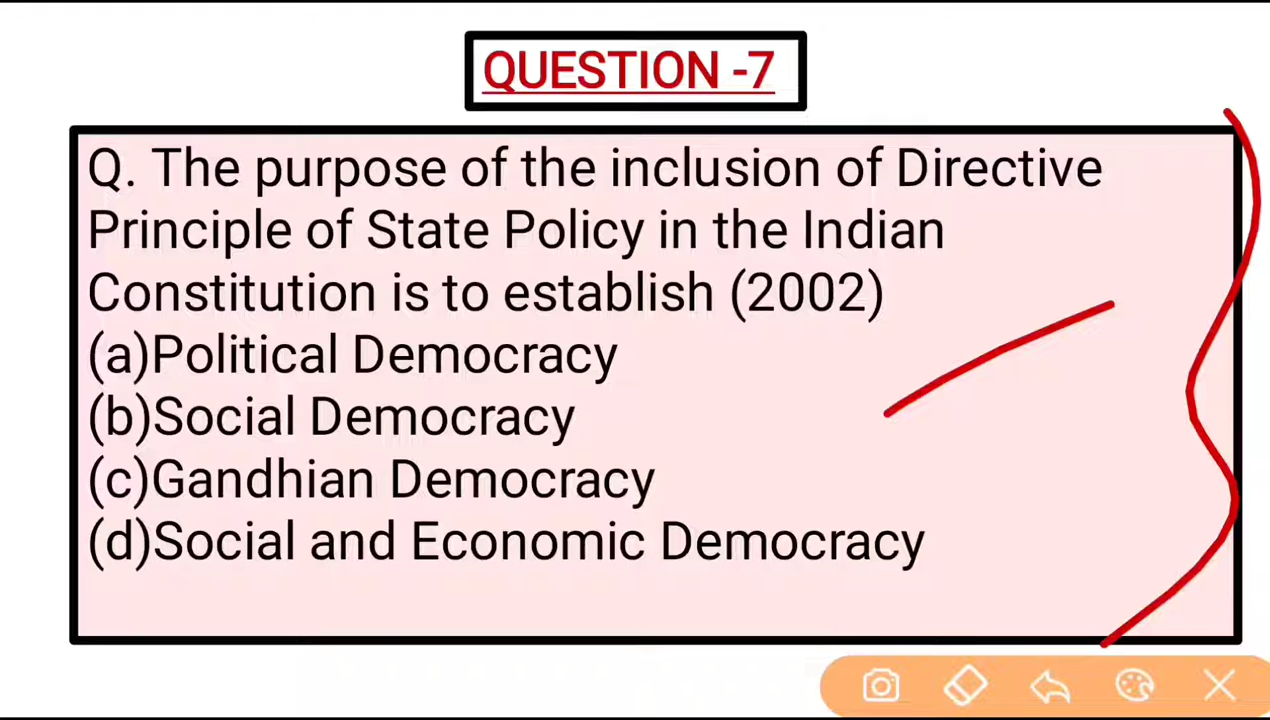 QUESTION -7
Q. The purpose of the inclusion of Directive
Principle of State Policy in the Indian
Constitution is to establish (2002)
(a)Political Democracy
(b)Social Democracy
(c)Gandhian Democracy
(d)Social and Economic Democracy